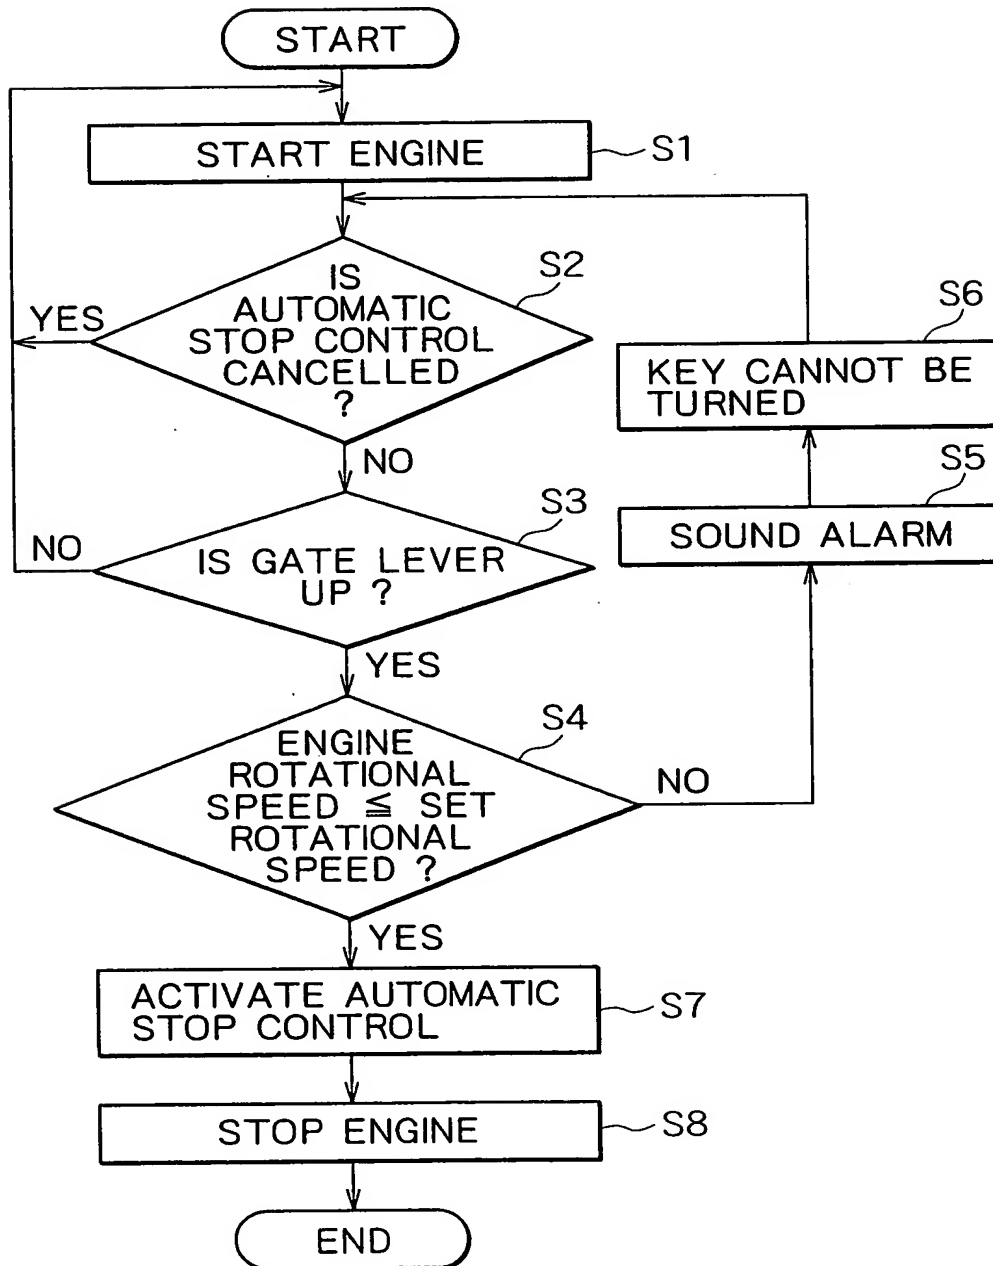 START
START ENGINE
S1
IS
AUTOMATIC
STOP CONTROL
CANCELLED
?
S2
YES
NO
S6
KEY CANNOT BE
TURNED
S5
SOUND ALARM
S3
NO
IS GATE LEVER
UP ?
YES
S4
ENGINE
ROTATIONAL
SPEED ≦ SET
ROTATIONAL
SPEED ?
NO
YES
ACTIVATE AUTOMATIC
STOP CONTROL
S7
STOP ENGINE
S8
END